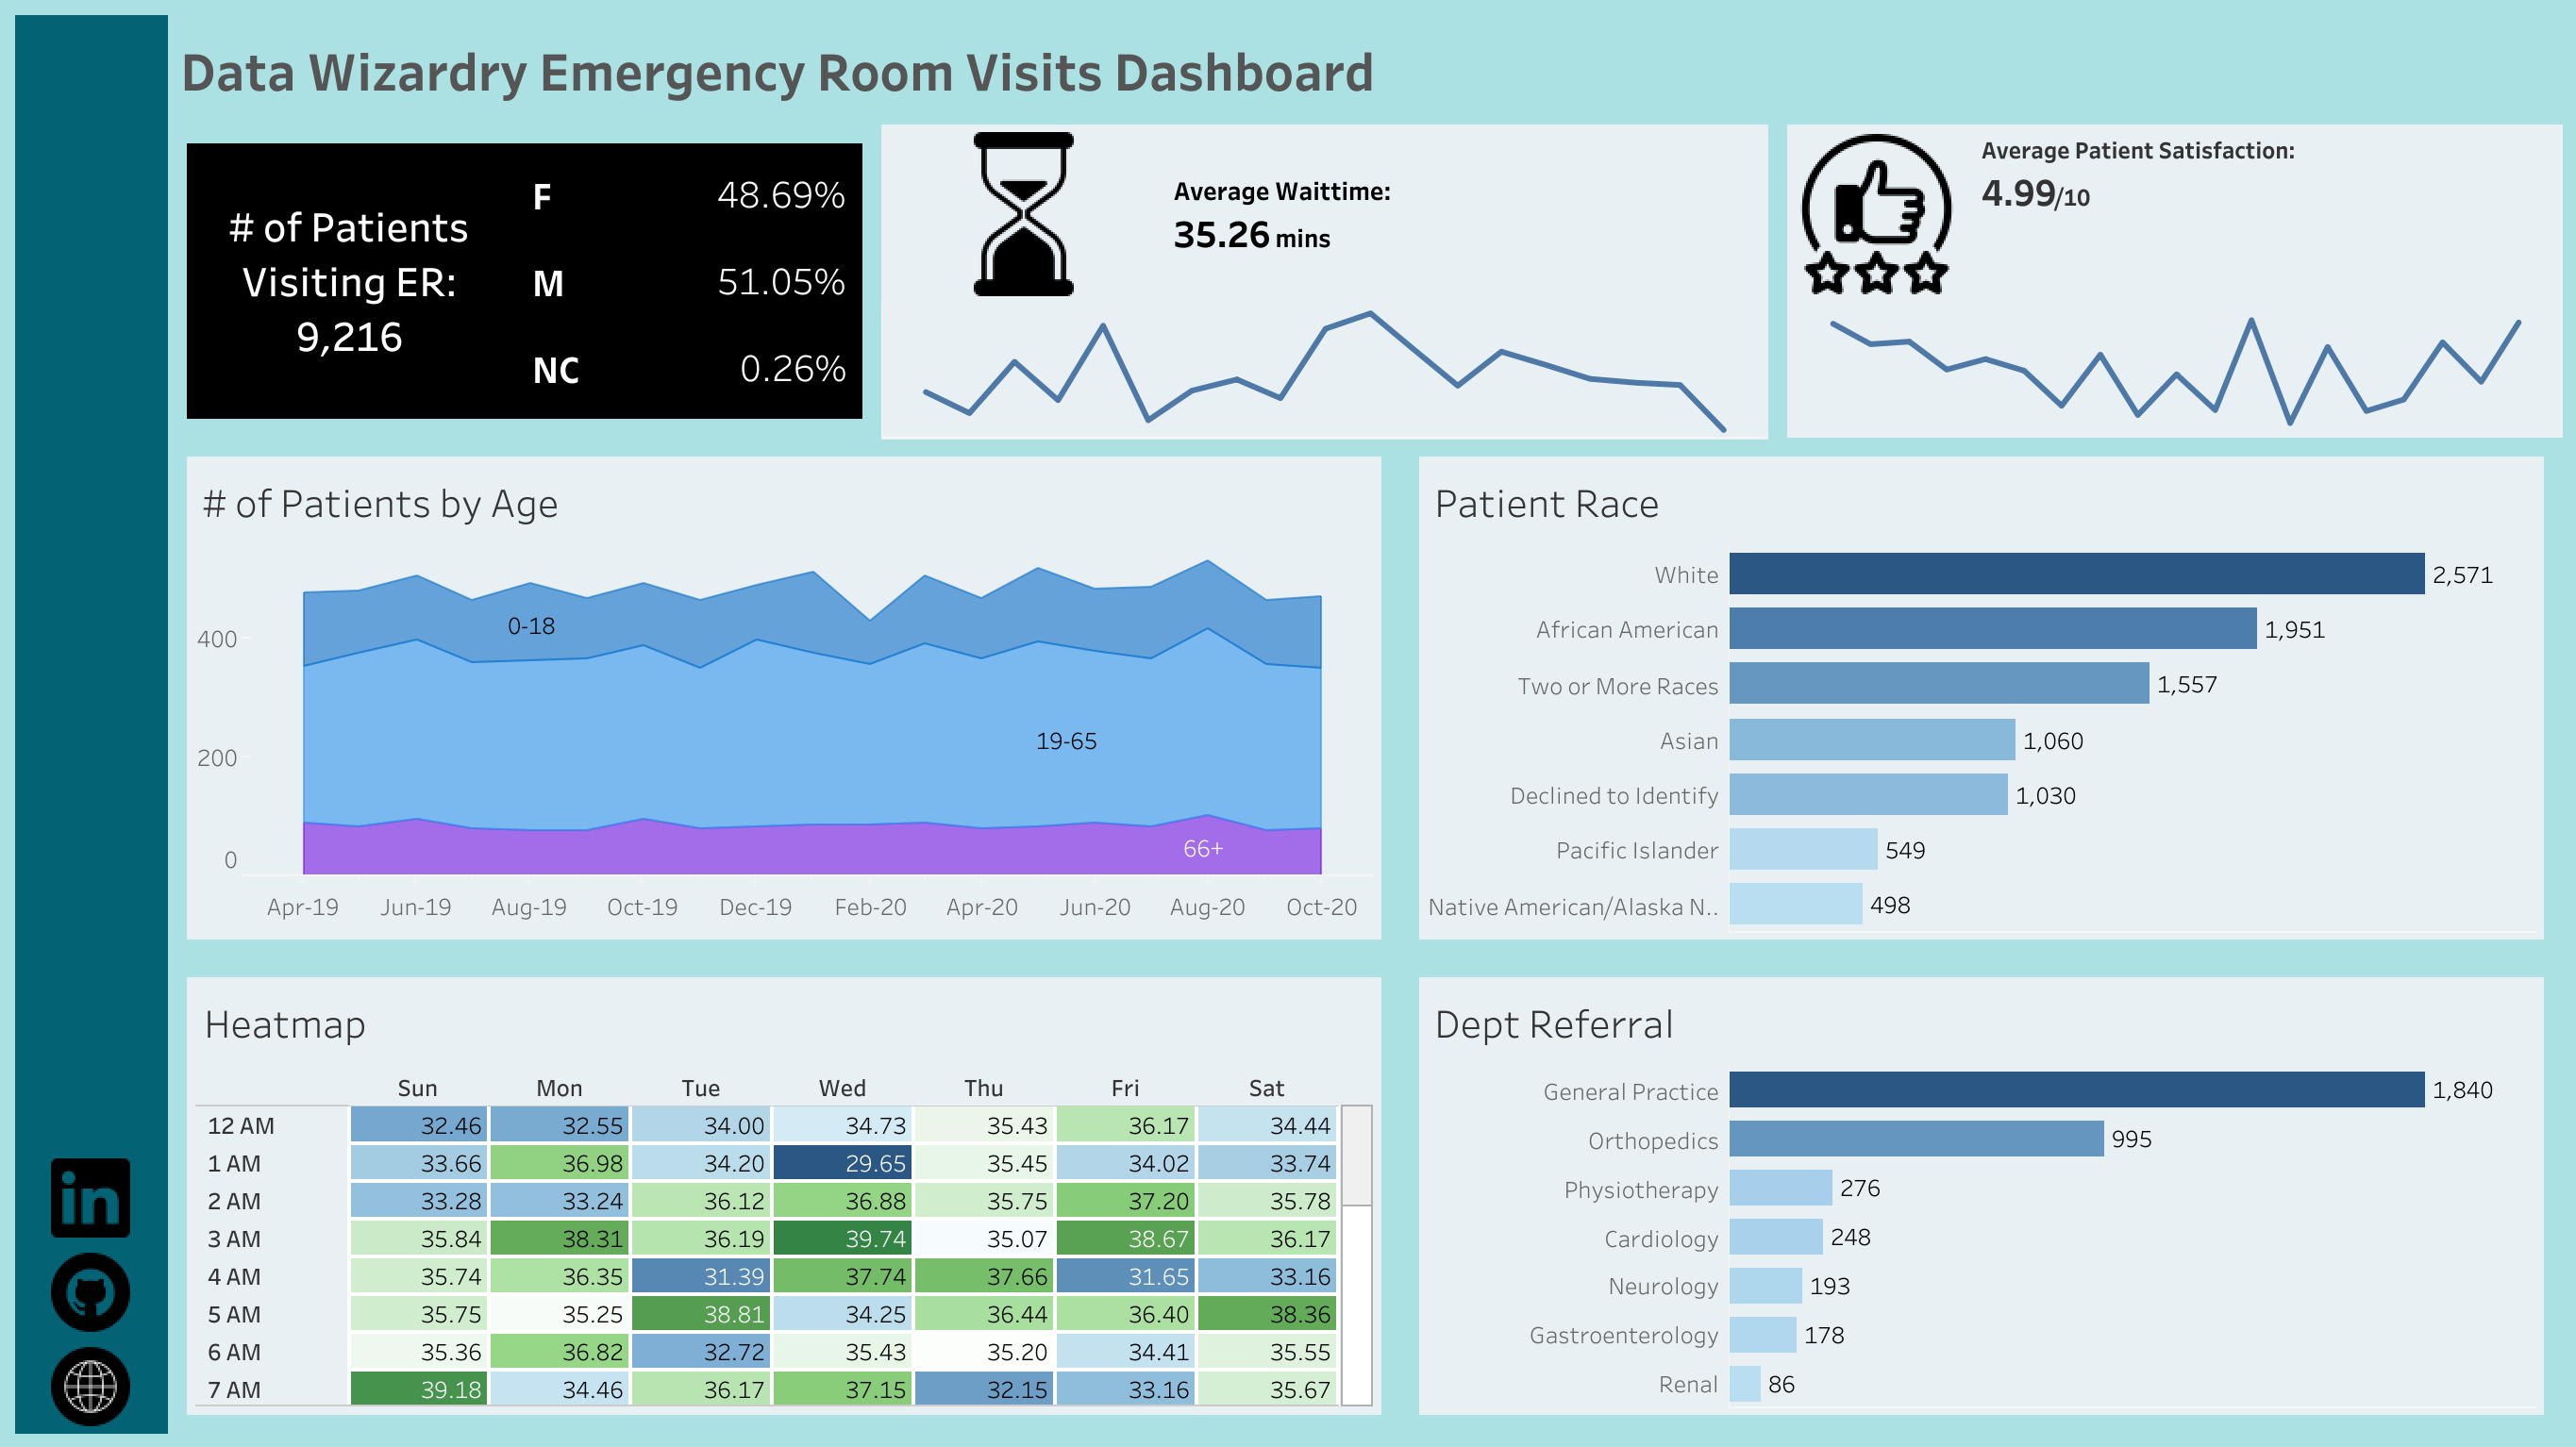 Data Wizardry Emergency Room Visits Dashboard
# of Patients
Visiting ER:
9,216
F 48.69%
M 51.05%
NC 0.26%
Average Waittime:
35.26 mins
Average Patient Satisfaction:
4.99/10
# of Patients by Age
400
200
0
0-18
19-65
66+
Apr-19 Jun-19 Aug-19 Oct-19 Dec-19 Feb-20 Apr-20 Jun-20 Aug-20 Oct-20
Patient Race
White 2,571
African American 1,951
Two or More Races 1,557
Asian 1,060
Declined to Identify 1,030
Pacific Islander 549
Native American/Alaska N.. 498
Heatmap
Sun Mon Tue Wed Thu Fri Sat
12 AM 32.46 32.55 34.00 34.73 35.43 36.17 34.44
1 AM 33.66 36.98 34.20 29.65 35.45 34.02 33.74
2 AM 33.28 33.24 36.12 36.88 35.75 37.20 35.78
3 AM 35.84 38.31 36.19 39.74 35.07 38.67 36.17
4 AM 35.74 36.35 31.39 37.74 37.66 31.65 33.16
5 AM 35.75 35.25 38.81 34.25 36.44 36.40 38.36
6 AM 35.36 36.82 32.72 35.43 35.20 34.41 35.55
7 AM 39.18 34.46 36.17 37.15 32.15 33.16 35.67
Dept Referral
General Practice 1,840
Orthopedics 995
Physiotherapy 276
Cardiology 248
Neurology 193
Gastroenterology 178
Renal 86
in